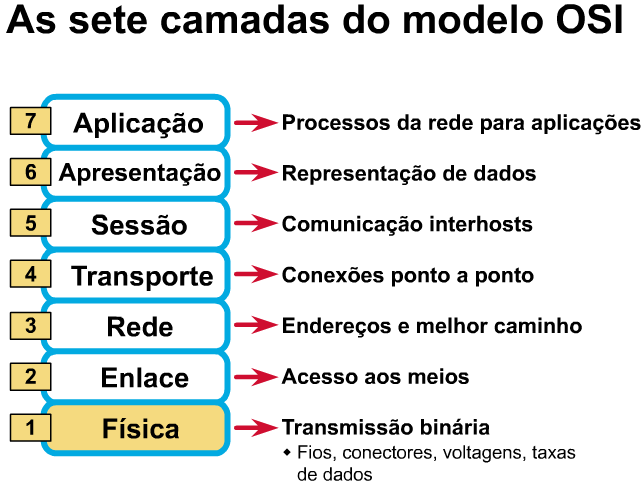 As sete camadas do modelo OSI
7 Aplicação Processos da rede para aplicações
6 Apresentação Representação de dados
5 Sessão Comunicação interhosts
4 Transporte Conexões ponto a ponto
3 Rede Endereços e melhor caminho
2 Enlace Acesso aos meios
1 Física Transmissão binária
Fios, conectores, voltagens, taxas
de dados